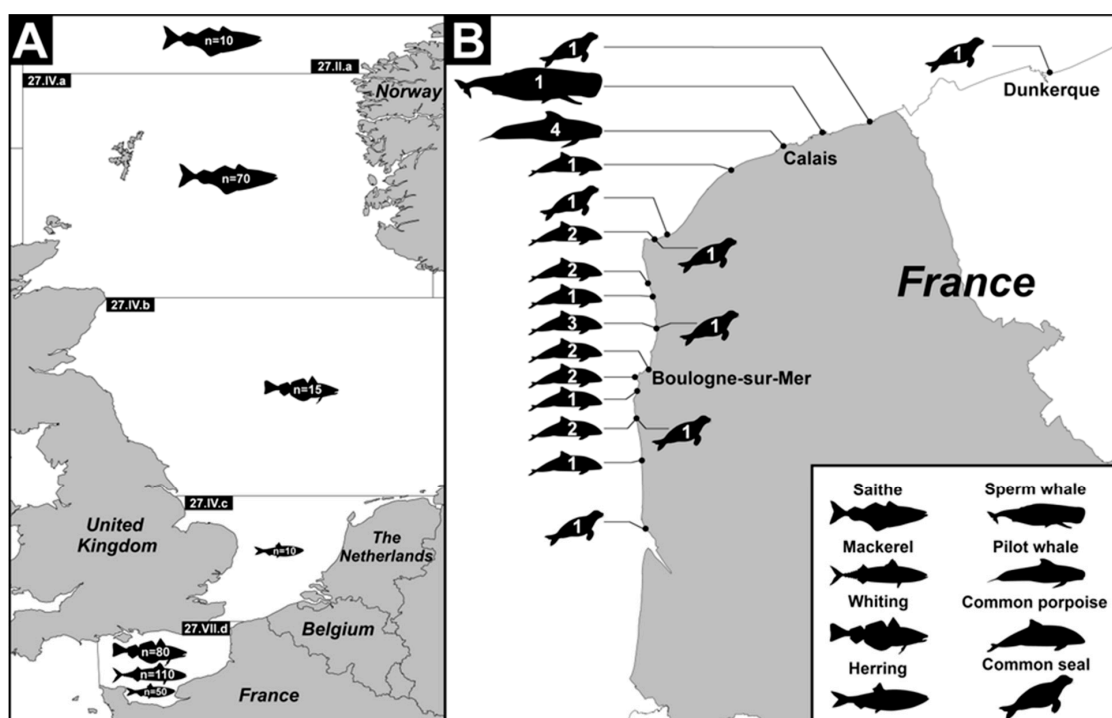 A
n=10
27.IV.a
27.II.a
Norway
n=70
27.IV.b
n=15
27.IV.c
United
Kingdom
n=10
The
Netherlands
27.VII.d
Belgium
n=80
n=110
n=50
France
B
1
1
Dunkerque
1
4
Calais
1
1
2
1
2
1
France
3
1
2
2
Boulogne-sur-Mer
1
2
1
1
1
Saithe
Sperm whale
Mackerel
Pilot whale
Whiting
Common porpoise
Herring
Common seal